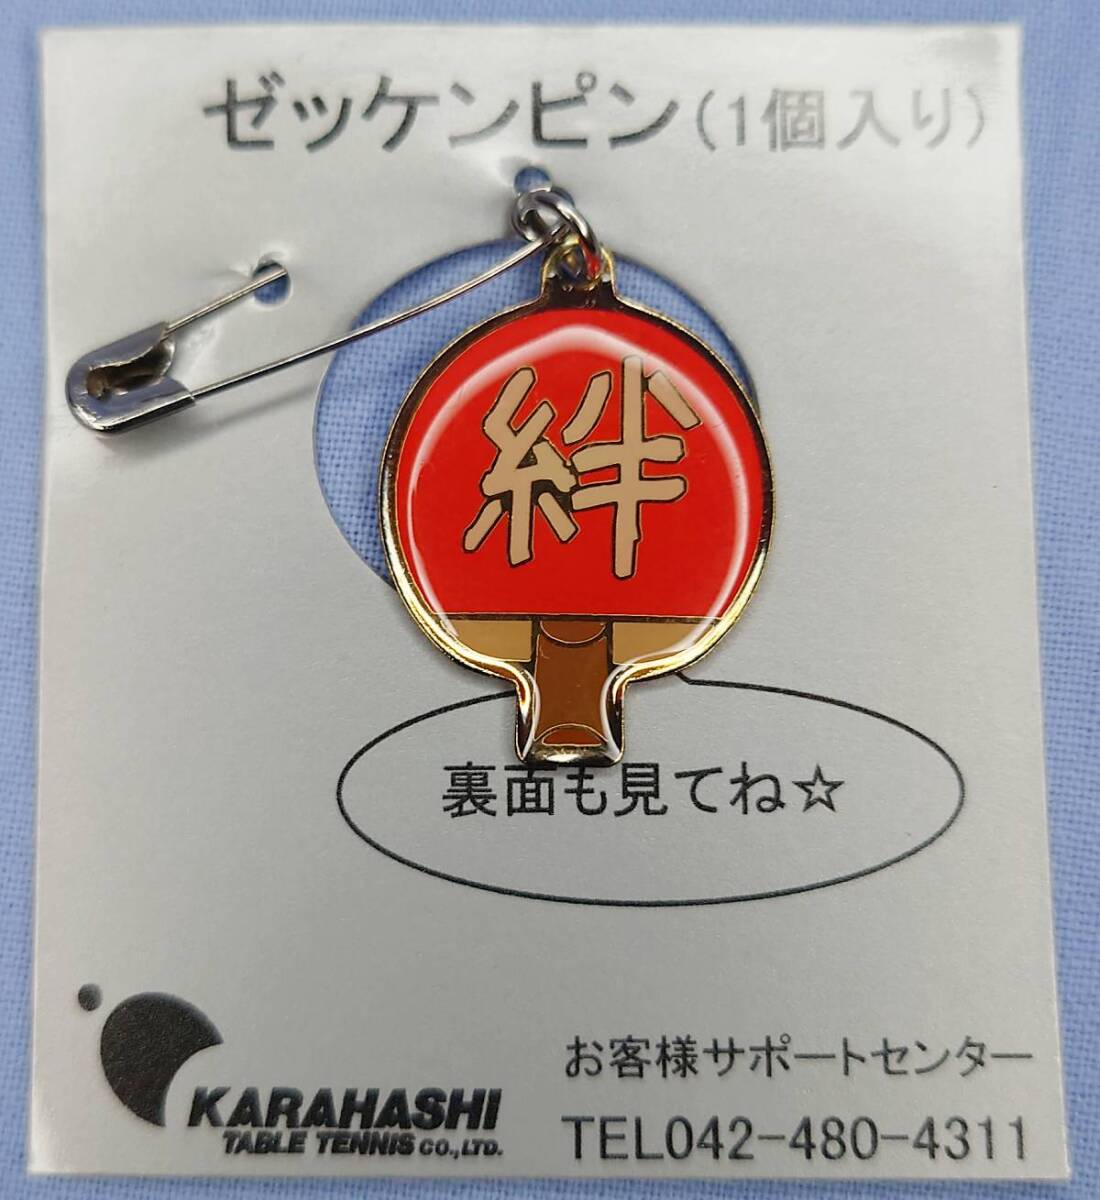 ゼッケンピン(1個入り)
絆
裏面も見てね☆
KARAHASHI
TABLE TENNIS CO.,LTD.
お客様サポートセンター
TEL042-480-4311